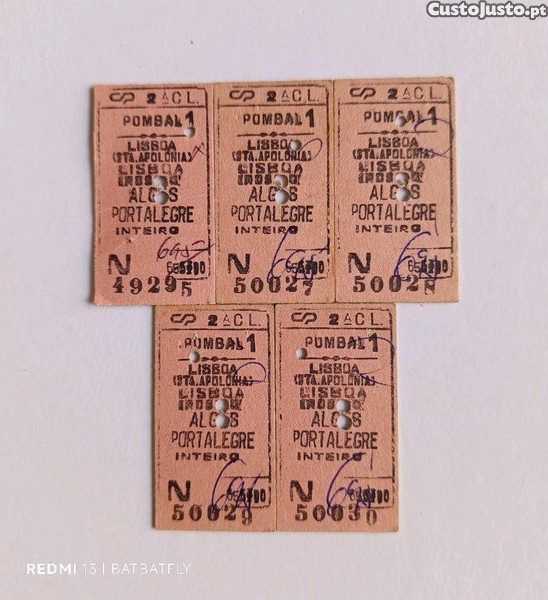 CustoJusto.pt
CP 2ª CL.
POMBAL 1
LISBOA
(STA.APOLÓNIA)
LISBOA
ALGÉS
PORTALEGRE
INTEIRO
N
49295
CP 2ª CL.
POMBAL 1
LISBOA
(STA.APOLÓNIA)
LISBOA
ALGÉS
PORTALEGRE
INTEIRO
N
50027
CP 2ª CL.
POMBAL 1
LISBOA
(STA.APOLÓNIA)
LISBOA
ALGÉS
PORTALEGRE
INTEIRO
N
50028
CP 2ª CL.
POMBAL 1
LISBOA
(STA.APOLÓNIA)
LISBOA
ALGÉS
PORTALEGRE
INTEIRO
N
50029
CP 2ª CL.
POMBAL 1
LISBOA
(STA.APOLÓNIA)
LISBOA
ALGÉS
PORTALEGRE
INTEIRO
N
50030
REDMI 13 | BATBATFLY